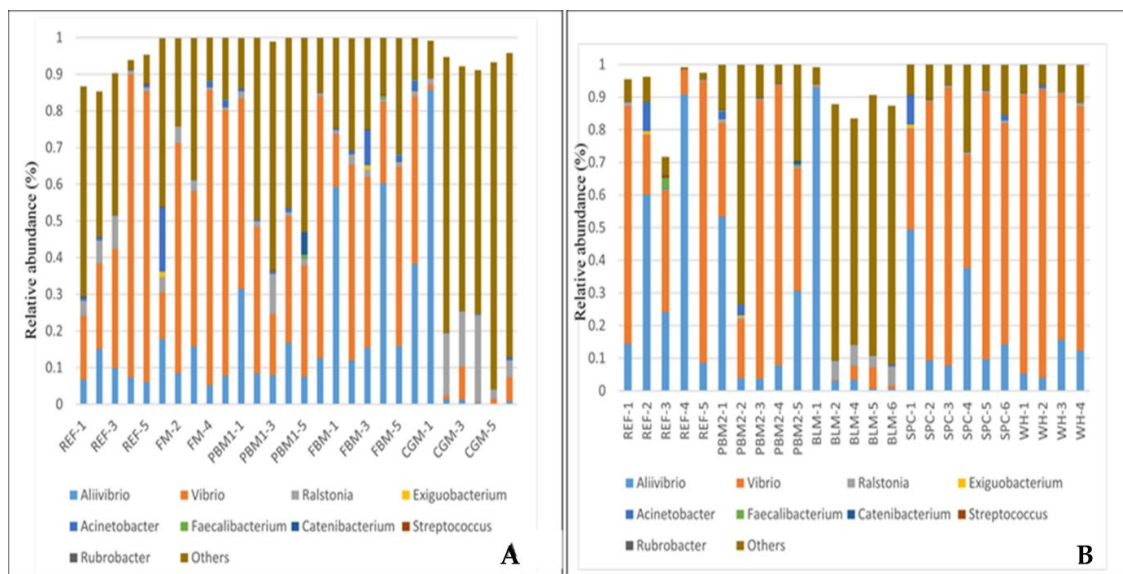 Relative abundance (%)
1
0.9
0.8
0.7
0.6
0.5
0.4
0.3
0.2
0.1
0
REF-1
REF-3
REF-5
FM-2
FM-4
PBM1-1
PBM1-3
PBM1-5
FBM-1
FBM-3
FBM-5
CGM-1
CGM-3
CGM-5
Aliivibrio Vibrio Ralstonia Exiguobacterium
Acinetobacter Faecalibacterium Catenibacterium Streptococcus
Rubrobacter Others
A
Relative abundance (%)
1
0.9
0.8
0.7
0.6
0.5
0.4
0.3
0.2
0.1
0
REF-1
REF-2
REF-3
REF-4
REF-5
PBM2-1
PBM2-2
PBM2-3
PBM2-4
PBM2-5
BLM-1
BLM-2
BLM-4
BLM-5
BLM-6
SPC-1
SPC-2
SPC-3
SPC-4
SPC-5
SPC-6
WH-1
WH-2
WH-3
WH-4
Aliivibrio Vibrio Ralstonia Exiguobacterium
Acinetobacter Faecalibacterium Catenibacterium Streptococcus
Rubrobacter Others
B